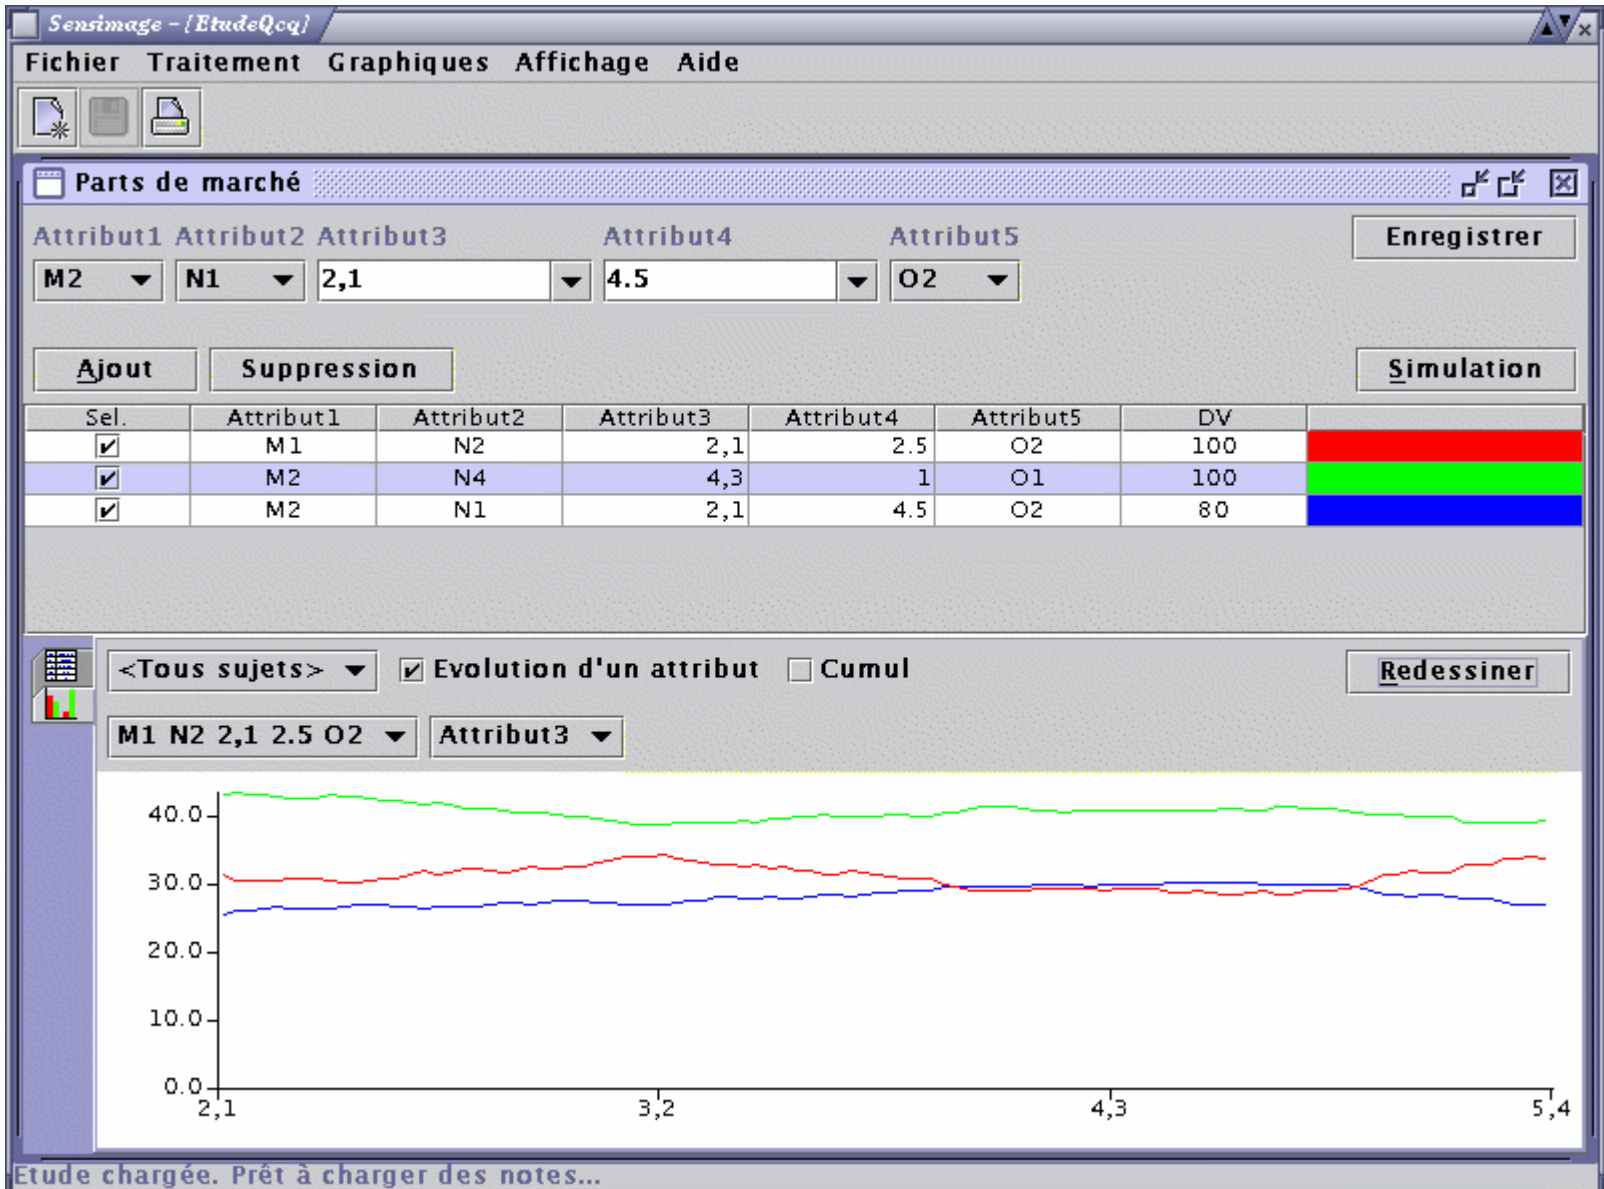 Sensimage - [EtudeQcq]
Fichier Traitement Graphiques Affichage Aide
Parts de marché
Attribut1 Attribut2 Attribut3 Attribut4 Attribut5 Enregistrer
M2 N1 2,1 4.5 O2
Ajout Suppression Simulation
Sel. Attribut1 Attribut2 Attribut3 Attribut4 Attribut5 DV
M1 N2 2,1 2.5 O2 100
M2 N4 4,3 1 O1 100
M2 N1 2,1 4.5 O2 80
<Tous sujets> Evolution d'un attribut Cumul Redessiner
M1 N2 2,1 2.5 O2 Attribut3
40.0
30.0
20.0
10.0
0.0
2,1 3,2 4,3 5,4
Etude chargée. Prêt à charger des notes...